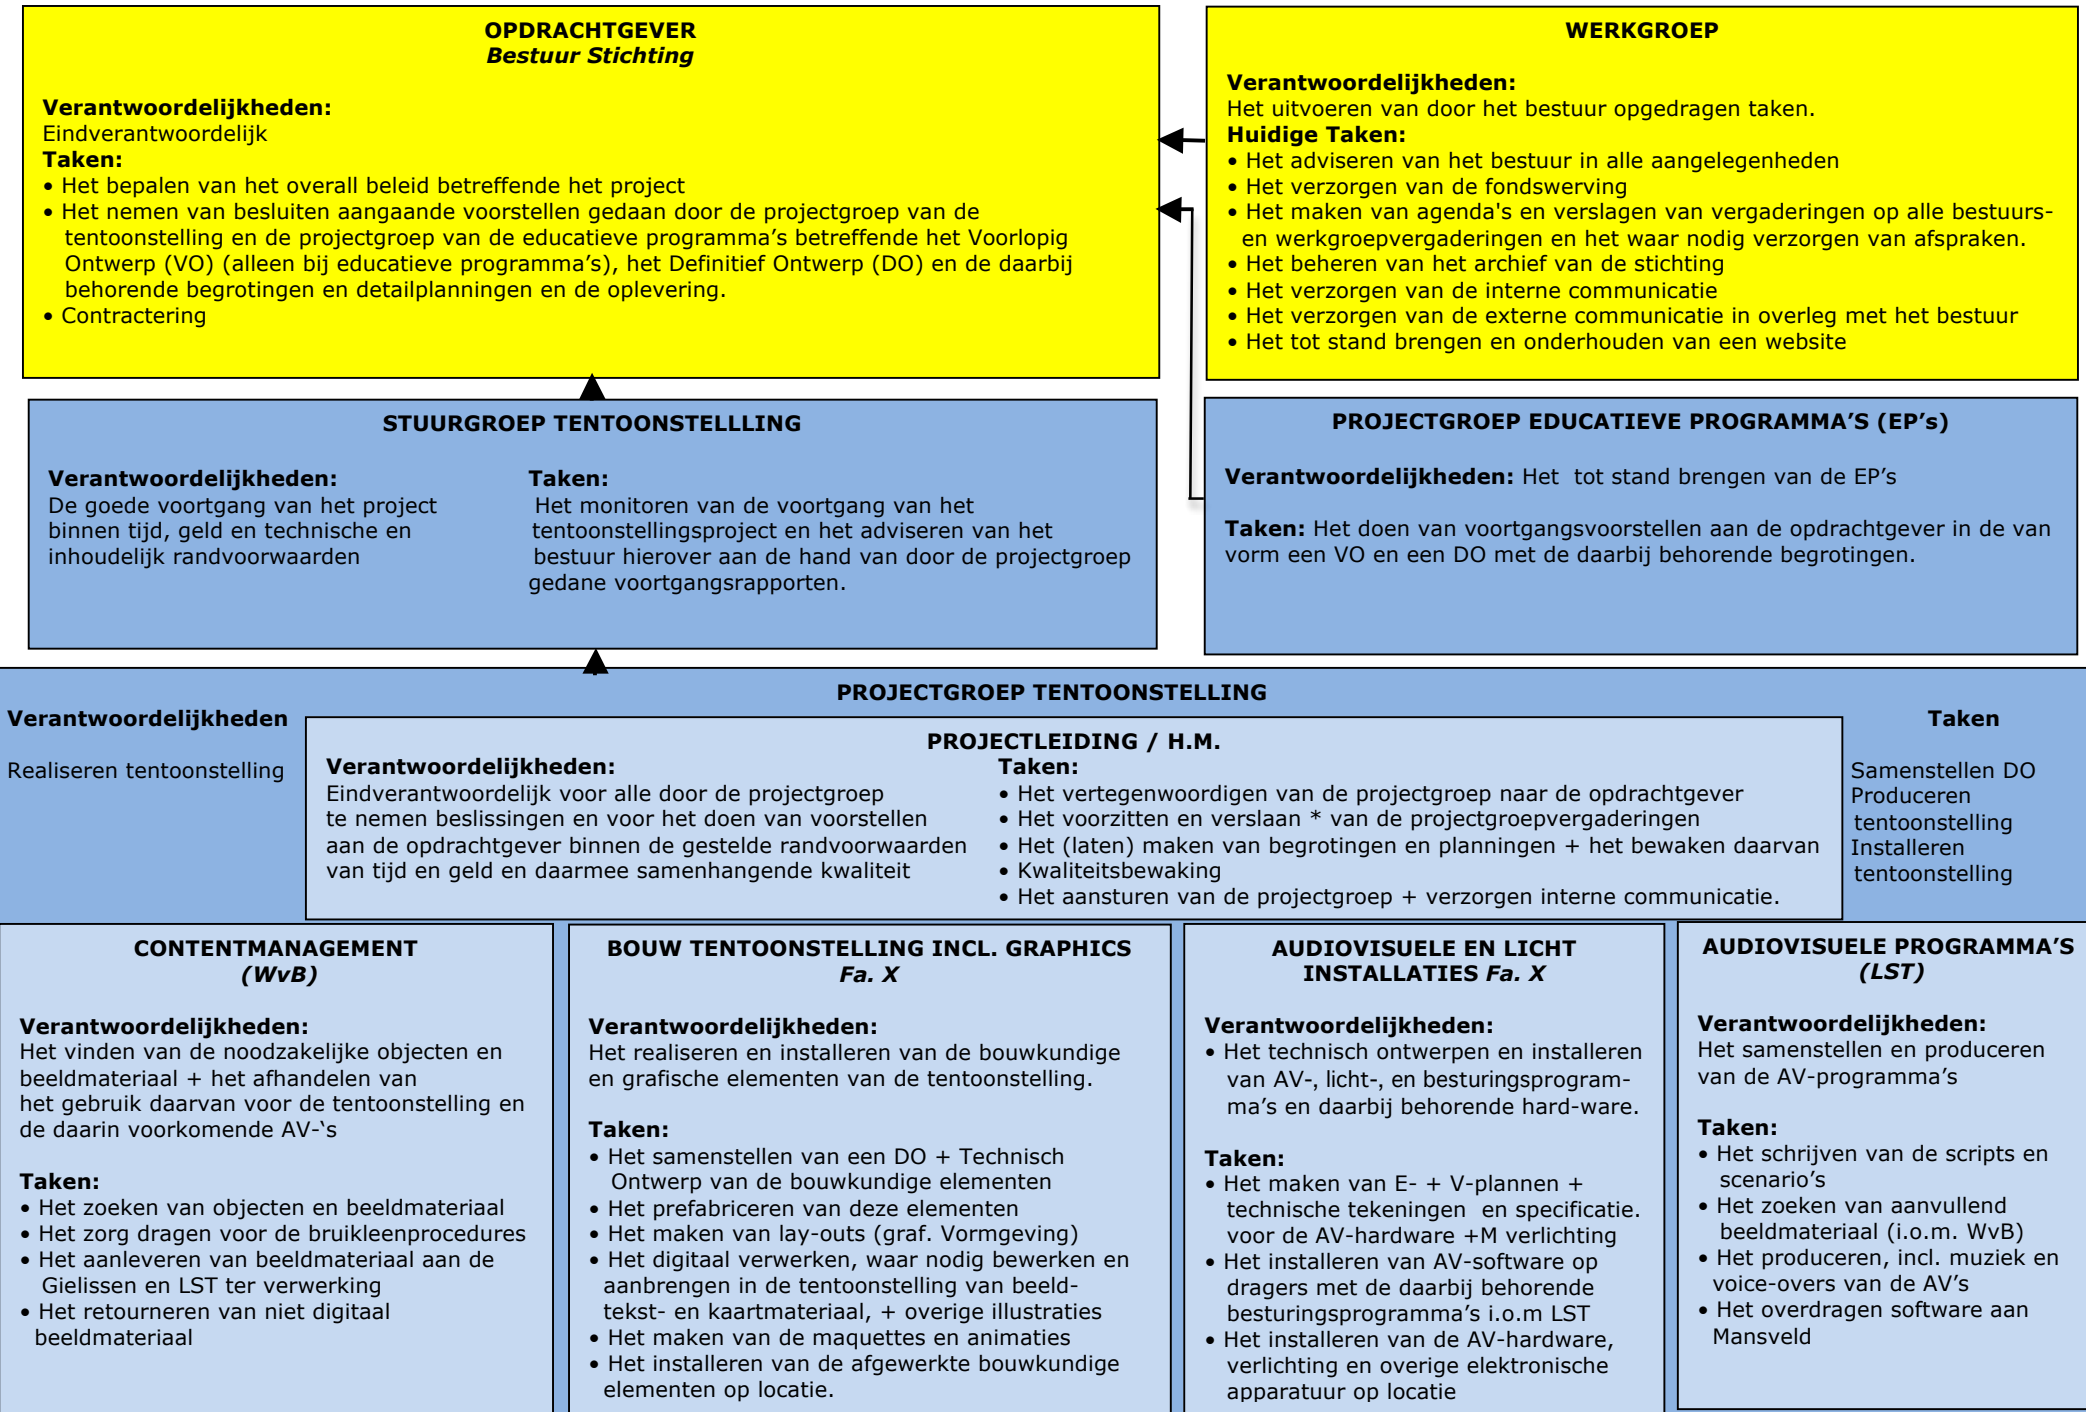 OPDRACHTGEVER
Bestuur Stichting
Verantwoordelijkheden:
Eindverantwoordelijk
Taken:
• Het bepalen van het overall beleid betreffende het project
• Het nemen van besluiten aangaande voorstellen gedaan door de projectgroep van de
tentoonstelling en de projectgroep van de educatieve programma’s betreffende het Voorlopig
Ontwerp (VO) (alleen bij educatieve programma’s), het Definitief Ontwerp (DO) en de daarbij
behorende begrotingen en detailplanningen en de oplevering.
• Contractering
WERKGROEP
Verantwoordelijkheden:
Het uitvoeren van door het bestuur opgedragen taken.
Huidige Taken:
• Het adviseren van het bestuur in alle aangelegenheden
• Het verzorgen van de fondswerving
• Het maken van agenda's en verslagen van vergaderingen op alle bestuurs-
en werkgroepvergaderingen en het waar nodig verzorgen van afspraken.
• Het beheren van het archief van de stichting
• Het verzorgen van de interne communicatie
• Het verzorgen van de externe communicatie in overleg met het bestuur
• Het tot stand brengen en onderhouden van een website
STUURGROEP TENTOONSTELLLING
Verantwoordelijkheden:
De goede voortgang van het project
binnen tijd, geld en technische en
inhoudelijk randvoorwaarden
Taken:
Het monitoren van de voortgang van het
tentoonstellingsproject en het adviseren van het
bestuur hierover aan de hand van door de projectgroep
gedane voortgangsrapporten.
PROJECTGROEP EDUCATIEVE PROGRAMMA’S (EP’s)
Verantwoordelijkheden: Het tot stand brengen van de EP’s
Taken: Het doen van voortgangsvoorstellen aan de opdrachtgever in de van
vorm een VO en een DO met de daarbij behorende begrotingen.
PROJECTGROEP TENTOONSTELLING
Verantwoordelijkheden
Realiseren tentoonstelling
PROJECTLEIDING / H.M.
Verantwoordelijkheden:
Eindverantwoordelijk voor alle door de projectgroep
te nemen beslissingen en voor het doen van voorstellen
aan de opdrachtgever binnen de gestelde randvoorwaarden
van tijd en geld en daarmee samenhangende kwaliteit
Taken:
• Het vertegenwoordigen van de projectgroep naar de opdrachtgever
• Het voorzitten en verslaan * van de projectgroepvergaderingen
• Het (laten) maken van begrotingen en planningen + het bewaken daarvan
• Kwaliteitsbewaking
• Het aansturen van de projectgroep + verzorgen interne communicatie.
Taken
Samenstellen DO
Produceren
tentoonstelling
Installeren
tentoonstelling
CONTENTMANAGEMENT
(WvB)
Verantwoordelijkheden:
Het vinden van de noodzakelijke objecten en
beeldmateriaal + het afhandelen van
het gebruik daarvan voor de tentoonstelling en
de daarin voorkomende AV-‘s
Taken:
• Het zoeken van objecten en beeldmateriaal
• Het zorg dragen voor de bruikleenprocedures
• Het aanleveren van beeldmateriaal aan de
Gielissen en LST ter verwerking
• Het retourneren van niet digitaal
beeldmateriaal
BOUW TENTOONSTELLING INCL. GRAPHICS
Fa. X
Verantwoordelijkheden:
Het realiseren en installeren van de bouwkundige
en grafische elementen van de tentoonstelling.
Taken:
• Het samenstellen van een DO + Technisch
Ontwerp van de bouwkundige elementen
• Het prefabriceren van deze elementen
• Het maken van lay-outs (graf. Vormgeving)
• Het digitaal verwerken, waar nodig bewerken en
aanbrengen in de tentoonstelling van beeld-
tekst- en kaartmateriaal, + overige illustraties
• Het maken van de maquettes en animaties
• Het installeren van de afgewerkte bouwkundige
elementen op locatie.
AUDIOVISUELE EN LICHT
INSTALLATIES Fa. X
Verantwoordelijkheden:
• Het technisch ontwerpen en installeren
van AV-, licht-, en besturingsprogram-
ma’s en daarbij behorende hard-ware.
Taken:
• Het maken van E- + V-plannen +
technische tekeningen en specificatie.
voor de AV-hardware +M verlichting
• Het installeren van AV-software op
dragers met de daarbij behorende
besturingsprogramma’s i.o.m LST
• Het installeren van de AV-hardware,
verlichting en overige elektronische
apparatuur op locatie
AUDIOVISUELE PROGRAMMA’S
(LST)
Verantwoordelijkheden:
Het samenstellen en produceren
van de AV-programma’s
Taken:
• Het schrijven van de scripts en
scenario’s
• Het zoeken van aanvullend
beeldmateriaal (i.o.m. WvB)
• Het produceren, incl. muziek en
voice-overs van de AV’s
• Het overdragen software aan
Mansveld